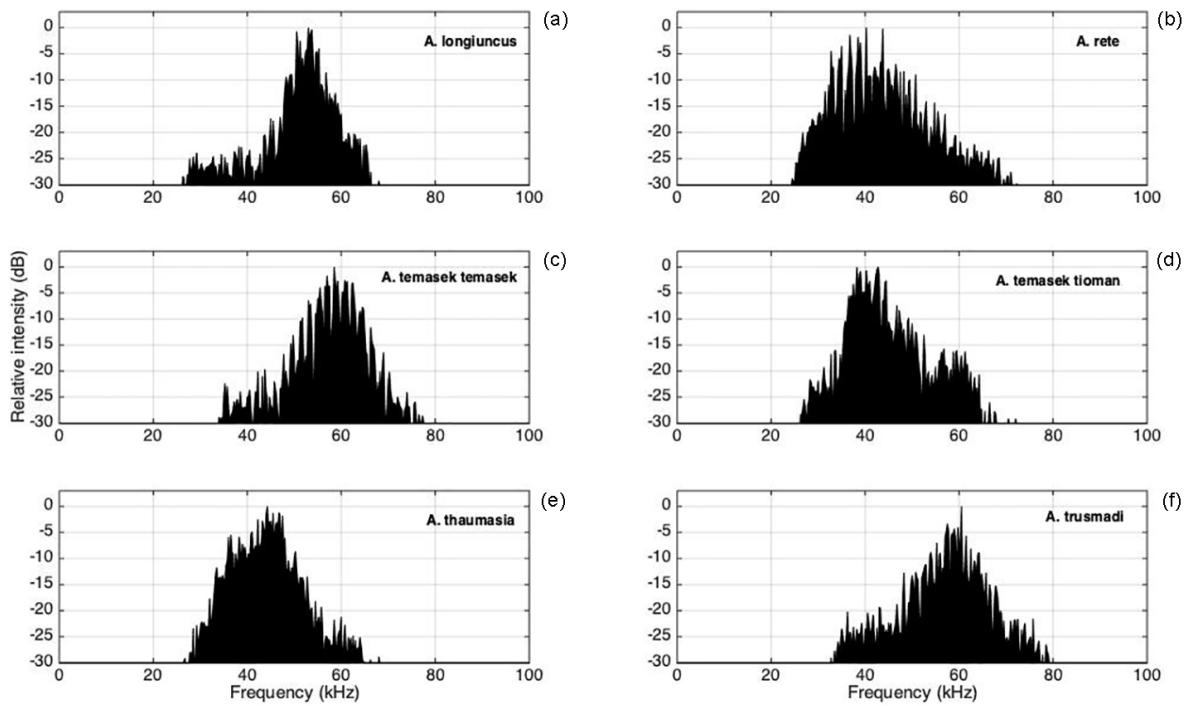 (a)
A. longiuncus
0
-5
-10
-15
-20
-25
-30
0 20 40 60 80 100
(b)
A. rete
0
-5
-10
-15
-20
-25
-30
0 20 40 60 80 100
Relative intensity (dB)
(c)
A. temasek temasek
0
-5
-10
-15
-20
-25
-30
0 20 40 60 80 100
(d)
A. temasek tioman
0
-5
-10
-15
-20
-25
-30
0 20 40 60 80 100
(e)
A. thaumasia
0
-5
-10
-15
-20
-25
-30
0 20 40 60 80 100
Frequency (kHz)
(f)
A. trusmadi
0
-5
-10
-15
-20
-25
-30
0 20 40 60 80 100
Frequency (kHz)